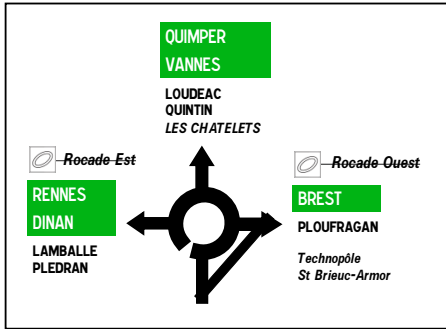 QUIMPER
VANNES
LOUDEAC
QUINTIN
LES CHATELETS
Rocade Est
RENNES
DINAN
LAMBALLE
PLEDRAN
Rocade Ouest
BREST
PLOUFRAGAN
Technopôle
St Brieuc-Armor